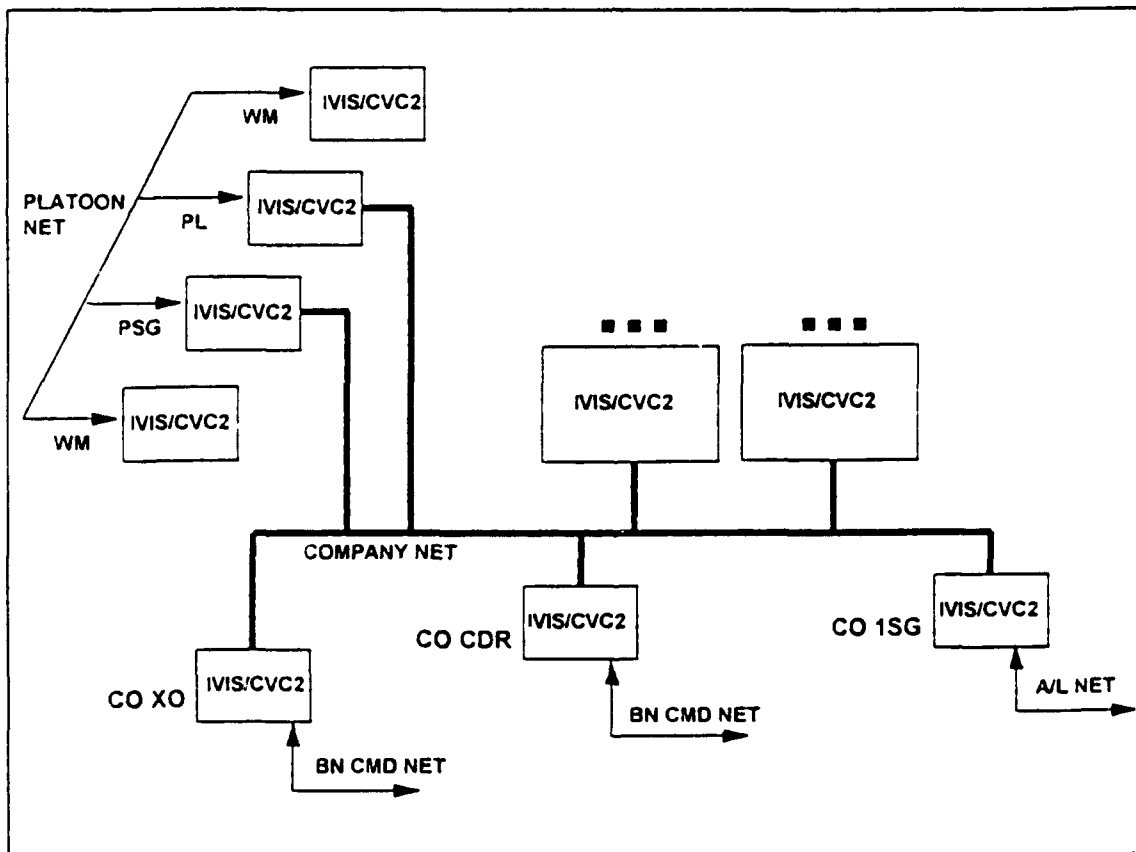 WM
IVIS/CVC2
PLATOON
NET
PL
IVIS/CVC2
PSG
IVIS/CVC2
WM
IVIS/CVC2
IVIS/CVC2
IVIS/CVC2
COMPANY NET
CO XO
IVIS/CVC2
BN CMD NET
CO CDR
IVIS/CVC2
BN CMD NET
CO 1SG
IVIS/CVC2
A/L NET